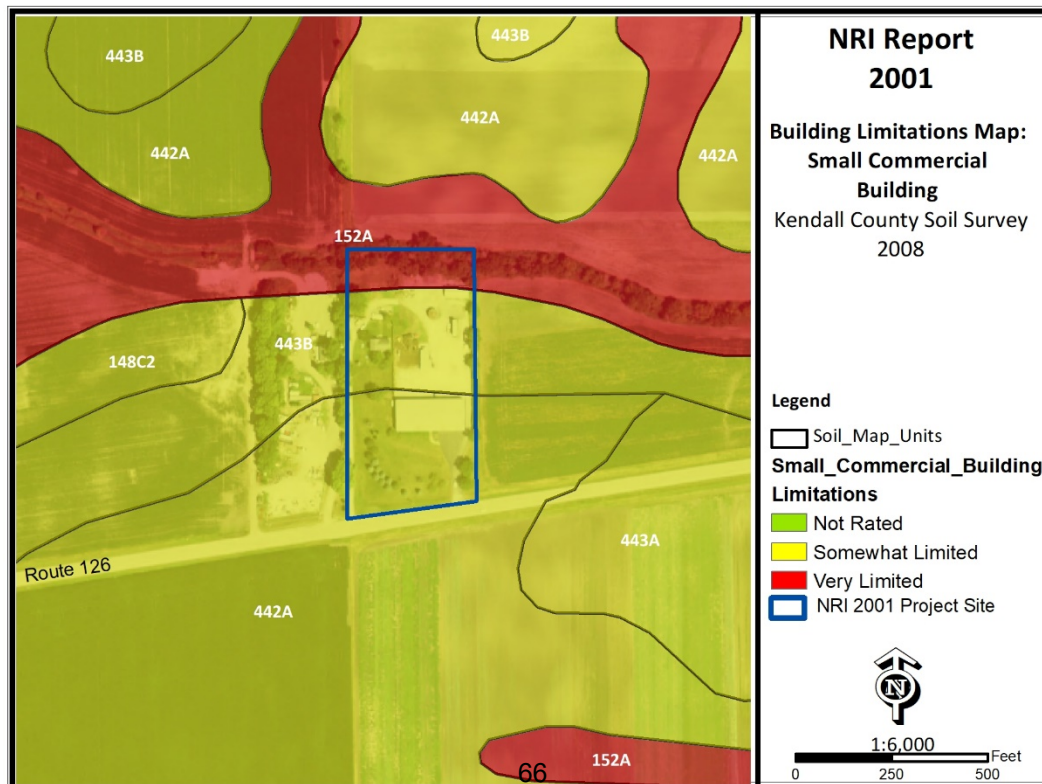 443B
443B
442A
442A
442A
152A
148C2
443B
443A
Route 126
442A
152A
66
NRI Report
2001
Building Limitations Map:
Small Commercial
Building
Kendall County Soil Survey
2008
Legend
Soil_Map_Units
Small_Commercial_Building
Limitations
Not Rated
Somewhat Limited
Very Limited
NRI 2001 Project Site
N
1:6,000
Feet
0 250 500